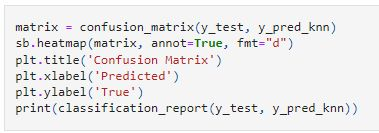 matrix = confusion_matrix(y_test, y_pred_knn)
sb.heatmap(matrix, annot=True, fmt="d")
plt.title('Confusion Matrix')
plt.xlabel('Predicted')
plt.ylabel('True')
print(classification_report(y_test, y_pred_knn))